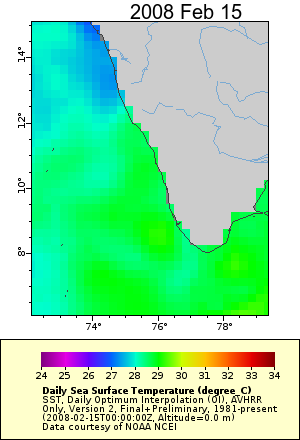 2008 Feb 15
14°
12°
10°
8°
74° 76° 78°
24 25 26 27 28 29 30 31 32 33 34
Daily Sea Surface Temperature (degree_C)
SST, Daily Optimum Interpolation (OI), AVHRR
Only, Version 2, Final+Preliminary, 1981-present
(2008-02-15T00:00:00Z, Altitude=0.0 m)
Data courtesy of NOAA NCEI